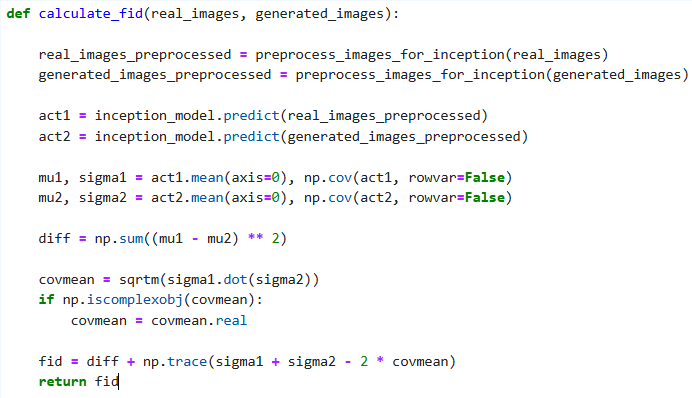 def calculate_fid(real_images, generated_images):
real_images_preprocessed = preprocess_images_for_inception(real_images)
generated_images_preprocessed = preprocess_images_for_inception(generated_images)
act1 = inception_model.predict(real_images_preprocessed)
act2 = inception_model.predict(generated_images_preprocessed)
mu1, sigma1 = act1.mean(axis=0), np.cov(act1, rowvar=False)
mu2, sigma2 = act2.mean(axis=0), np.cov(act2, rowvar=False)
diff = np.sum((mu1 - mu2) ** 2)
covmean = sqrtm(sigma1.dot(sigma2))
if np.iscomplexobj(covmean):
covmean = covmean.real
fid = diff + np.trace(sigma1 + sigma2 - 2 * covmean)
return fid